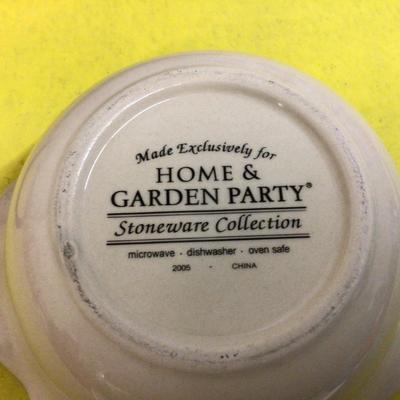 Made Exclusively for
HOME &
GARDEN PARTY®
Stoneware Collection
microwave · dishwasher · oven safe
2005 - CHINA